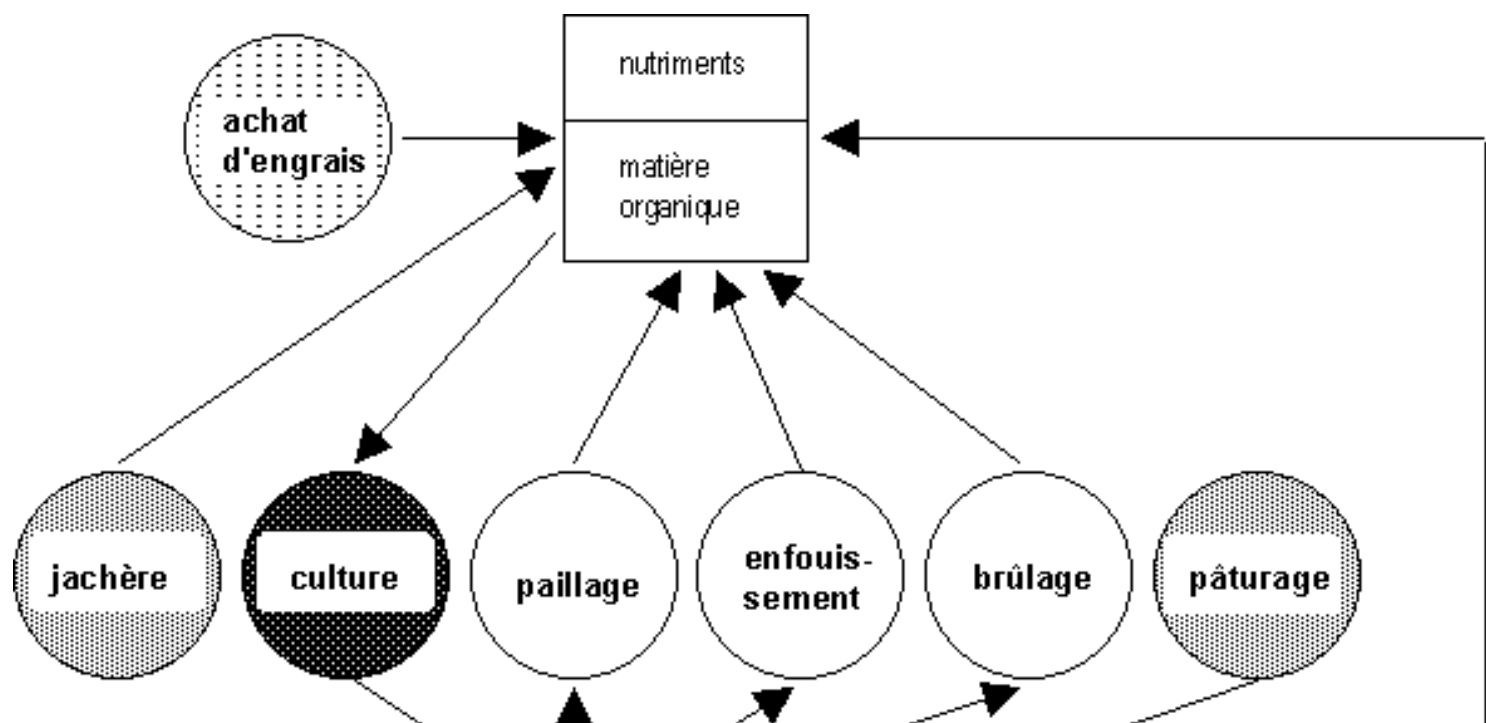 nutriments
achat
d'engrais
matière
organique
jachère
culture
paillage
enfouis-
sement
brûlage
pâturage